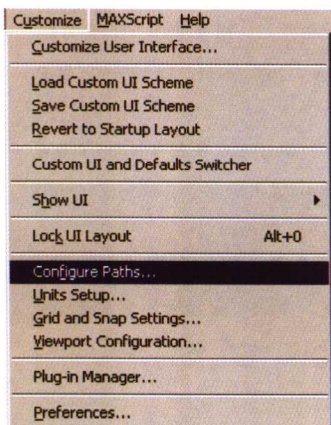 Customize MAXScript Help
Customize User Interface...
Load Custom UI Scheme
Save Custom UI Scheme
Revert to Startup Layout
Custom UI and Defaults Switcher
Show UI
Lock UI Layout Alt+0
Configure Paths...
Units Setup...
Grid and Snap Settings...
Viewport Configuration...
Plug-in Manager...
Preferences...